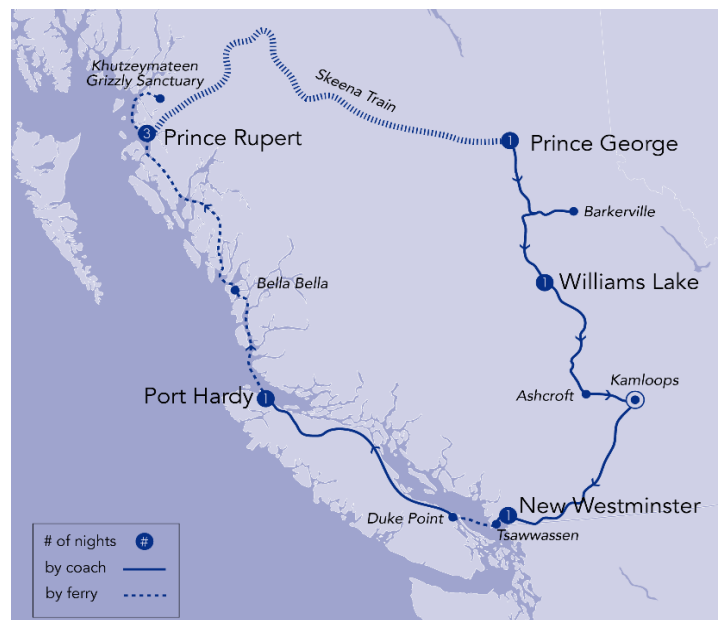 Khutzeymateen
Grizzly Sanctuary
Skeena Train
3
Prince Rupert
1
Prince George
Barkerville
1
Williams Lake
Bella Bella
Kamloops
Ashcroft
Port Hardy
1
1
New Westminster
Duke Point
Tsawwassen
# of nights #
by coach
by ferry